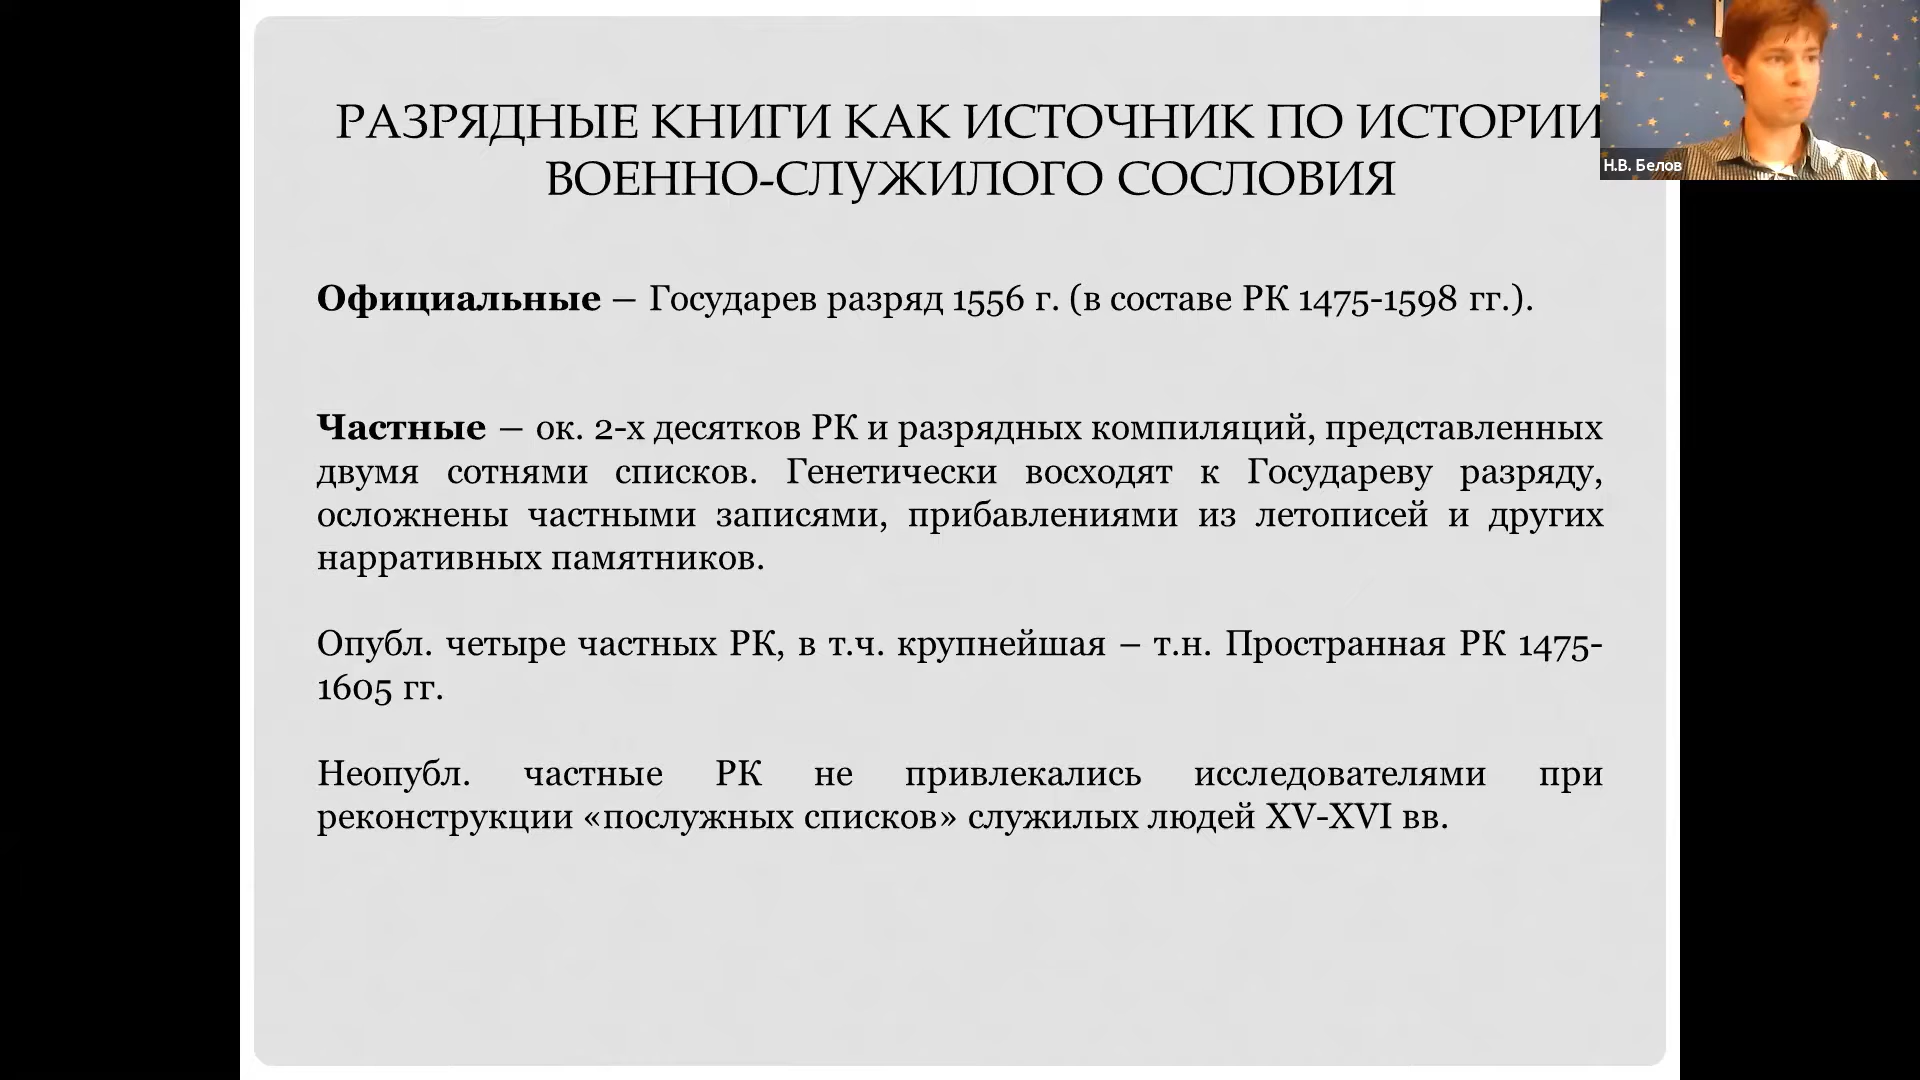 РАЗРЯДНЫЕ КНИГИ КАК ИСТОЧНИК ПО ИСТОРИИ
ВОЕННО-СЛУЖИЛОГО СОСЛОВИЯ
Н.В. Белов
Официальные — Государев разряд 1556 г. (в составе РК 1475-1598 гг.).
Частные — ок. 2-х десятков РК и разрядных компиляций, представленных
двумя сотнями списков. Генетически восходят к Государеву разряду,
осложнены частными записями, прибавлениями из летописей и других
нарративных памятников.
Опубл. четыре частных РК, в т.ч. крупнейшая – т.н. Пространная РК 1475-
1605 гг.
Неопубл. частные РК не привлекались исследователями при
реконструкции «послужных списков» служилых людей XV-XVI вв.